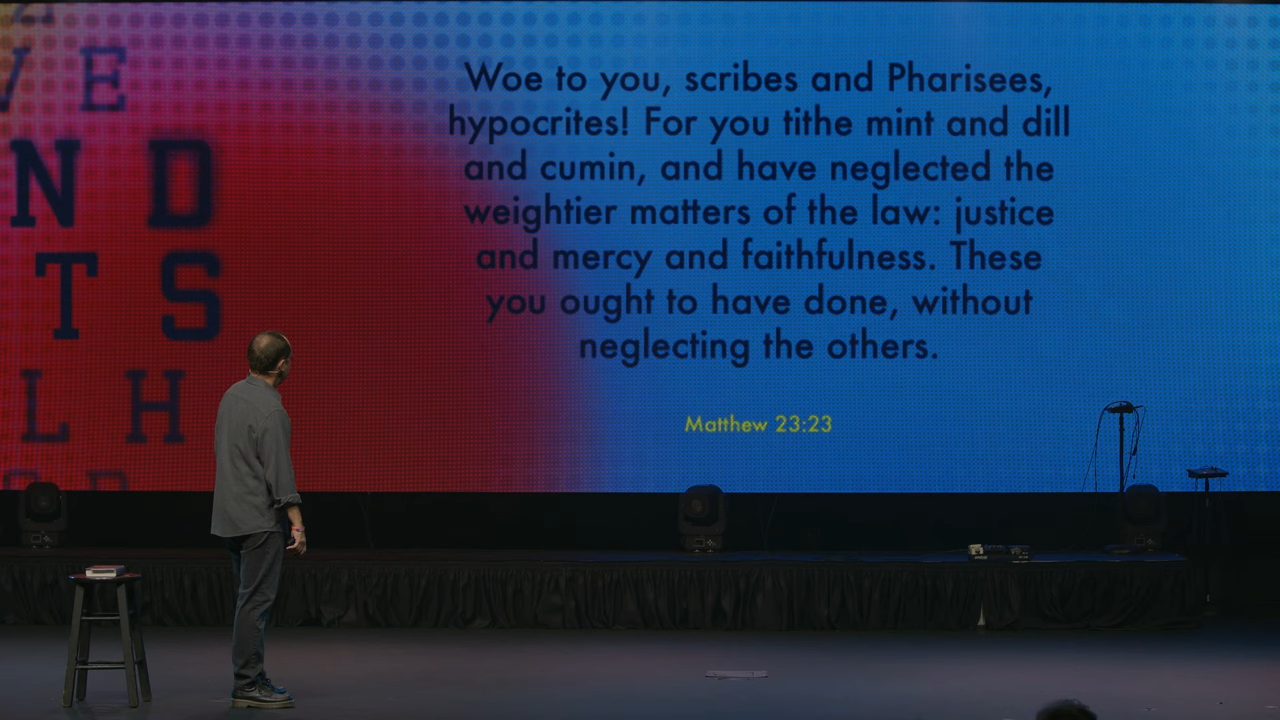 V E
N D
T S
L H
Woe to you, scribes and Pharisees,
hypocrites! For you tithe mint and dill
and cumin, and have neglected the
weightier matters of the law: justice
and mercy and faithfulness. These
you ought to have done, without
neglecting the others.
Matthew 23:23